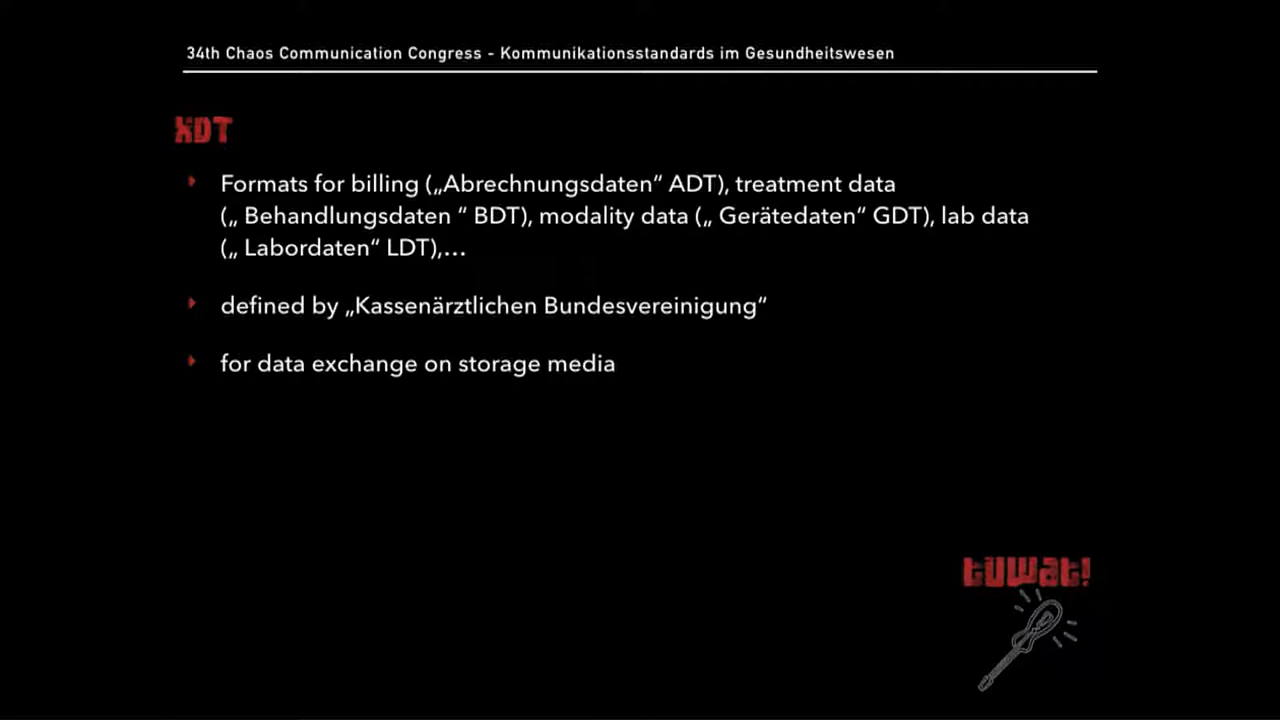 34th Chaos Communication Congress - Kommunikationsstandards im Gesundheitswesen
XDT
Formats for billing („Abrechnungsdaten“ ADT), treatment data
(„ Behandlungsdaten “ BDT), modality data („ Gerätedaten“ GDT), lab data
(„ Labordaten“ LDT),…
defined by „Kassenärztlichen Bundesvereinigung“
for data exchange on storage media
tuwat!